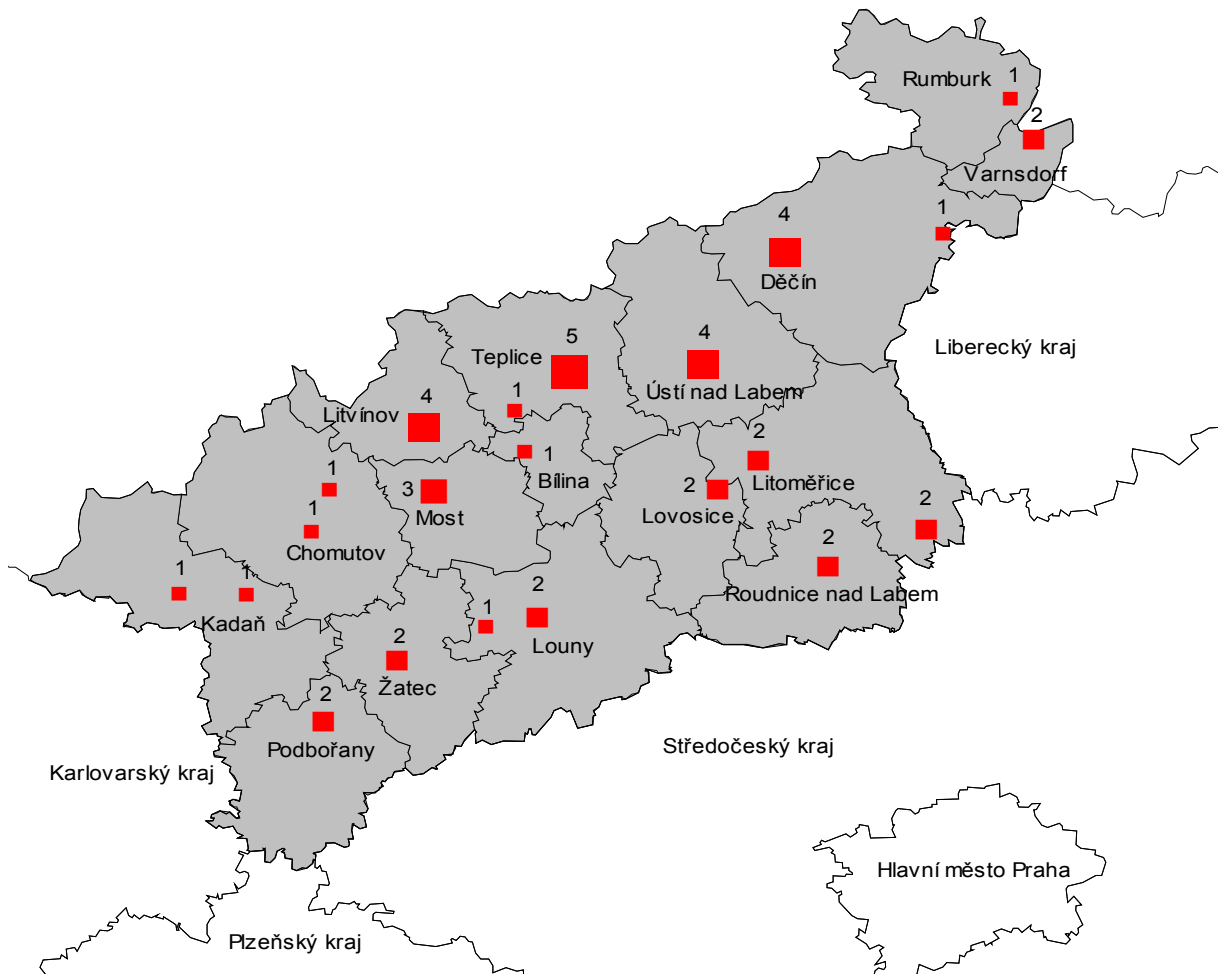 1
Rumburk
2
Varnsdorf
4
1
Děčín
5
4
Liberecký kraj
Teplice
1
Ústí nad Labem
4
Litvínov
1
Bílina
2
Litoměřice
1
3
Most
2
Lovosice
1
Chomutov
2
2
Roudnice nad Labem
1
1
Kadaň
2
1
Louny
2
Žatec
2
Podbořany
Středočeský kraj
Karlovarský kraj
Hlavní město Praha
Plzeňský kraj